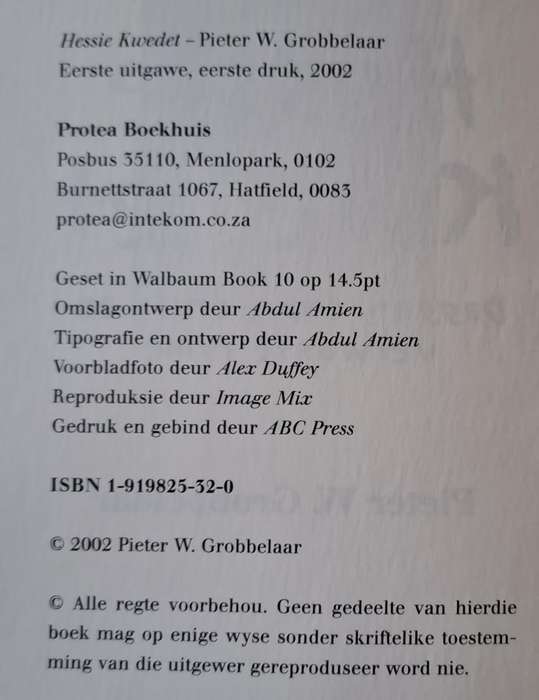 Hessie Kwedet – Pieter W. Grobbelaar
Eerste uitgawe, eerste druk, 2002
Protea Boekhuis
Posbus 35110, Menlopark, 0102
Burnettstraat 1067, Hatfield, 0083
protea@intekom.co.za
Geset in Walbaum Book 10 op 14.5pt
Omslagontwerp deur Abdul Amien
Tipografie en ontwerp deur Abdul Amien
Voorbladfoto deur Alex Duffey
Reproduksie deur Image Mix
Gedruk en gebind deur ABC Press
ISBN 1-919825-32-0
© 2002 Pieter W. Grobbelaar
© Alle regte voorbehou. Geen gedeelte van hierdie
boek mag op enige wyse sonder skriftelike toestem-
ming van die uitgewer gereproduseer word nie.